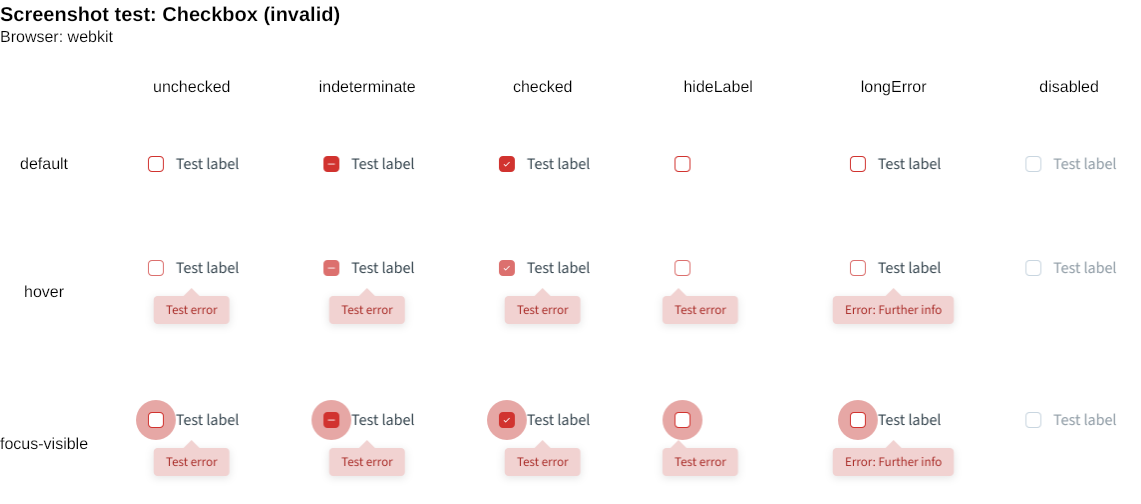 Screenshot test: Checkbox (invalid)
Browser: webkit
unchecked indeterminate checked hideLabel longError disabled
default Test label Test label Test label Test label Test label
Test label Test label Test label Test label Test label
hover
Test error Test error Test error Test error Error: Further info
Test label Test label Test label Test label Test label
focus-visible
Test error Test error Test error Test error Error: Further info